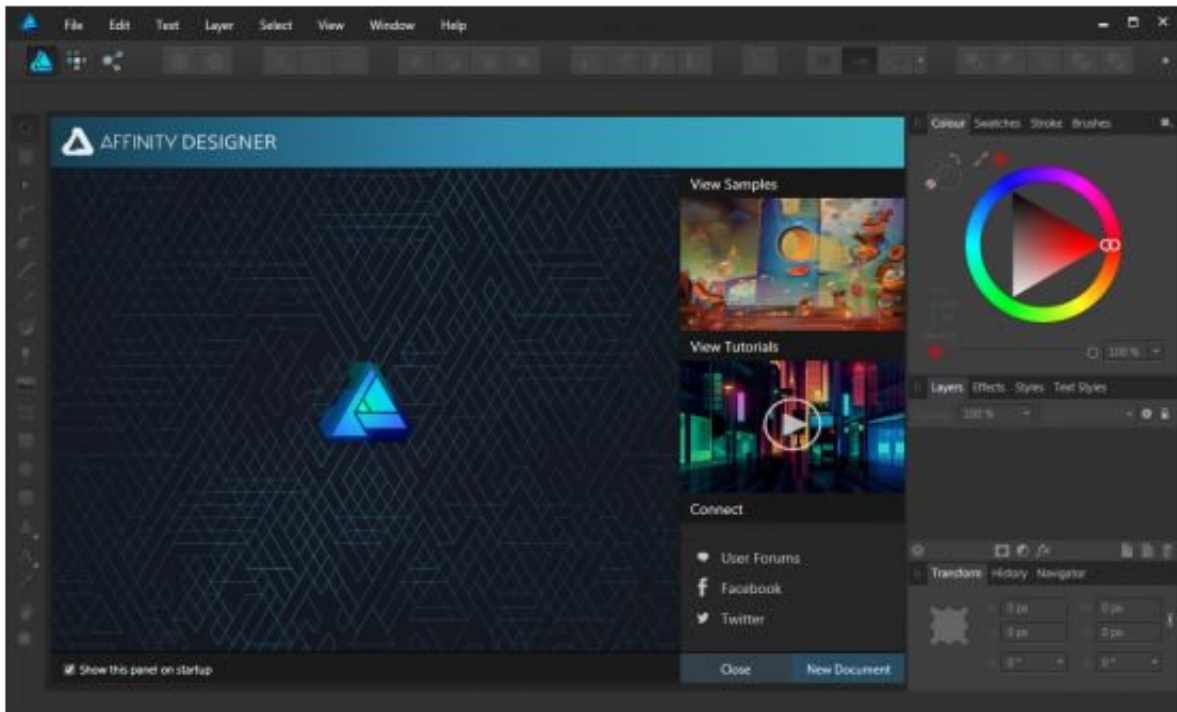 File Edit Text Layer Select View Window Help
AFFINITY DESIGNER
Colour Swatches Stroke Brushes
View Samples
View Tutorials
100 %
Layers Effects Styles Text Styles
100 %
Connect
User Forums
Facebook
Twitter
Transform History Navigator
0 px 0 px
0 px 0 px
0 ° 0 °
Show this panel on startup
Close New Document